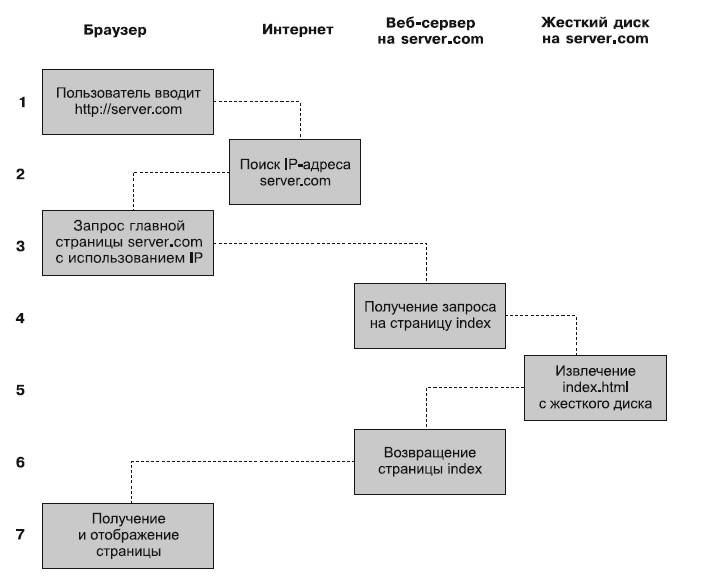 Браузер
Интернет
Веб-сервер
на server.com
Жесткий диск
на server.com
1
Пользователь вводит
http://server.com
2
Поиск IP-адреса
server.com
3
Запрос главной
страницы server.com
с использованием IP
4
Получение запроса
на страницу index
5
Извлечение
index.html
с жесткого диска
6
Возвращение
страницы index
7
Получение
и отображение
страницы